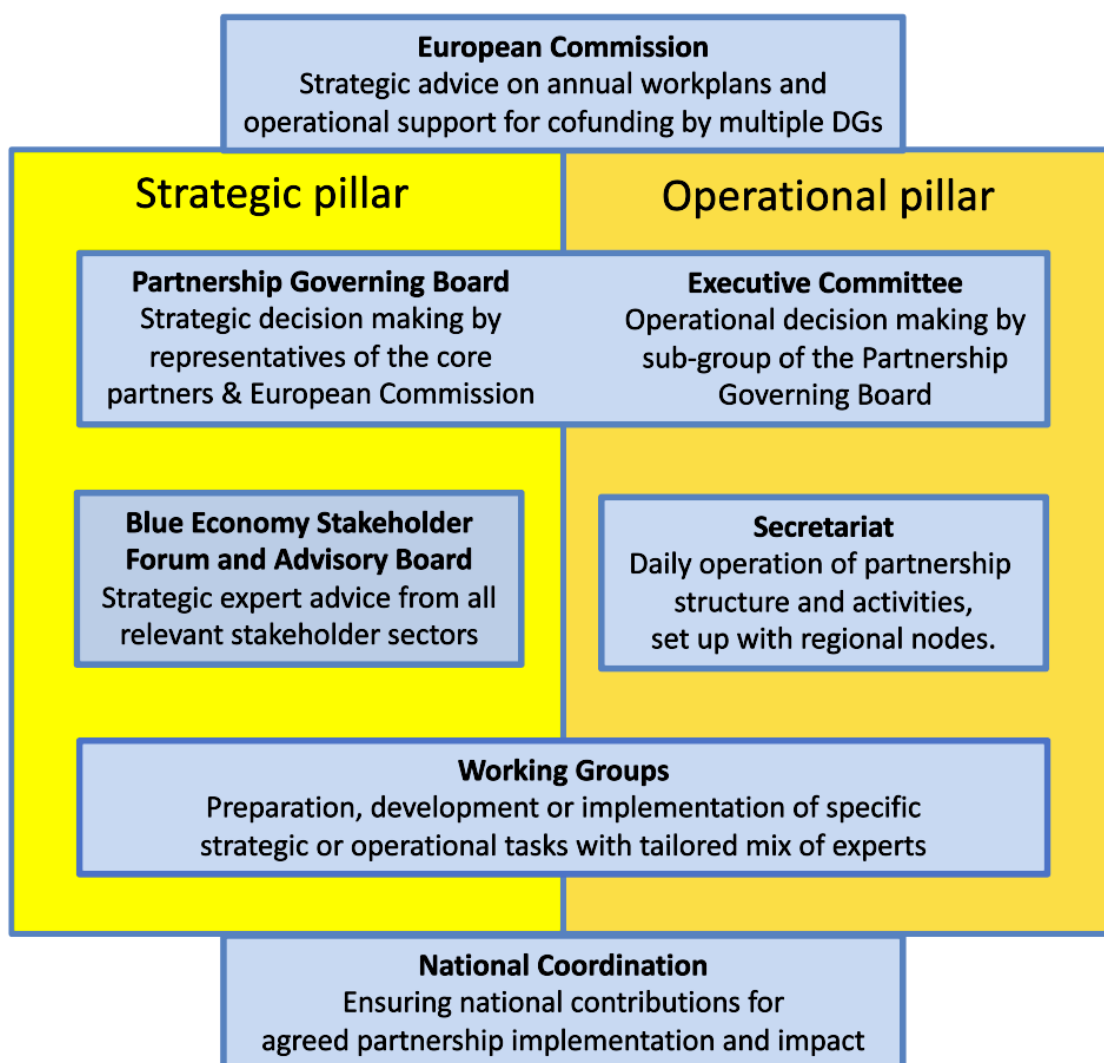 European Commission
Strategic advice on annual workplans and
operational support for cofunding by multiple DGs
Strategic pillar
Operational pillar
Partnership Governing Board
Strategic decision making by
representatives of the core
partners & European Commission
Executive Committee
Operational decision making by
sub-group of the Partnership
Governing Board
Blue Economy Stakeholder
Forum and Advisory Board
Strategic expert advice from all
relevant stakeholder sectors
Secretariat
Daily operation of partnership
structure and activities,
set up with regional nodes.
Working Groups
Preparation, development or implementation of specific
strategic or operational tasks with tailored mix of experts
National Coordination
Ensuring national contributions for
agreed partnership implementation and impact